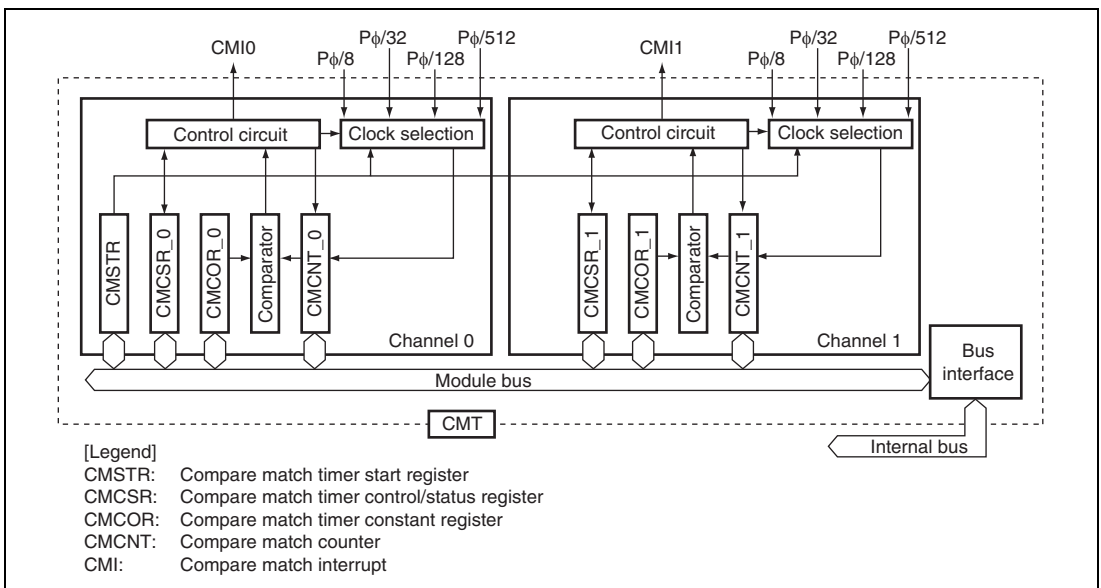 CMI0
Pφ/8
Pφ/32
Pφ/128
Pφ/512
CMI1
Pφ/8
Pφ/32
Pφ/128
Pφ/512
Control circuit
Clock selection
Control circuit
Clock selection
CMSTR
CMCSR_0
CMCOR_0
Comparator
CMCNT_0
CMCSR_1
CMCOR_1
Comparator
CMCNT_1
Channel 0
Channel 1
Module bus
Bus
interface
CMT
Internal bus
[Legend]
CMSTR: Compare match timer start register
CMCSR: Compare match timer control/status register
CMCOR: Compare match timer constant register
CMCNT: Compare match counter
CMI: Compare match interrupt